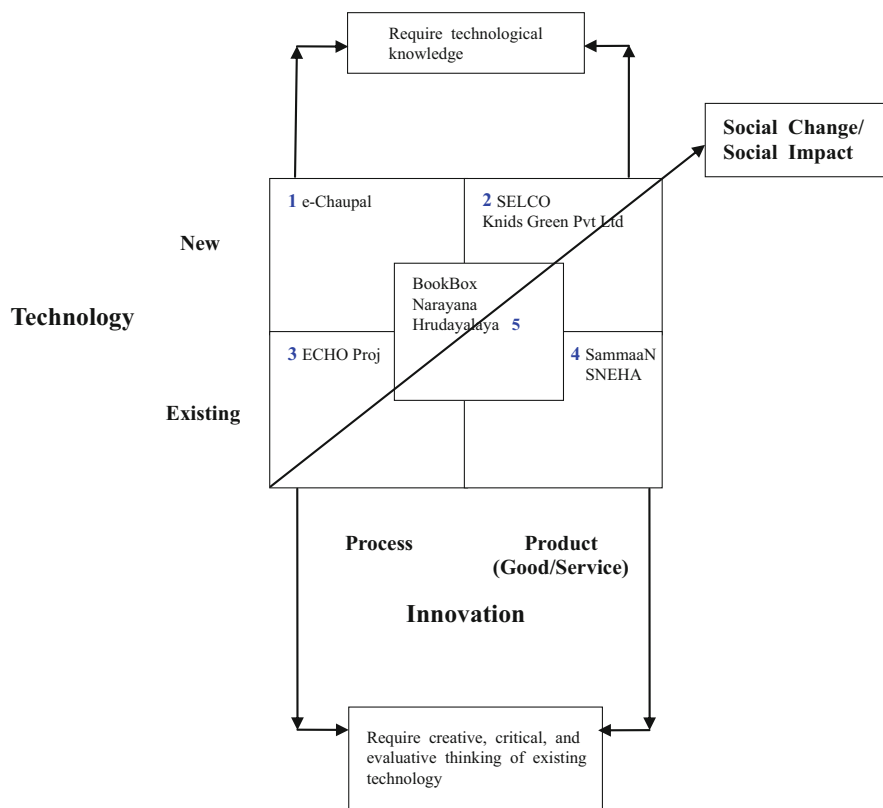 Require technological
knowledge
Social Change/
Social Impact
1 e-Chaupal
2 SELCO
Knids Green Pvt Ltd
New
BookBox
Narayana
Hrudayalaya 5
Technology
3 ECHO Proj
4 SammaaN
SNEHA
Existing
Process
Product
(Good/Service)
Innovation
Require creative, critical, and
evaluative thinking of existing
technology